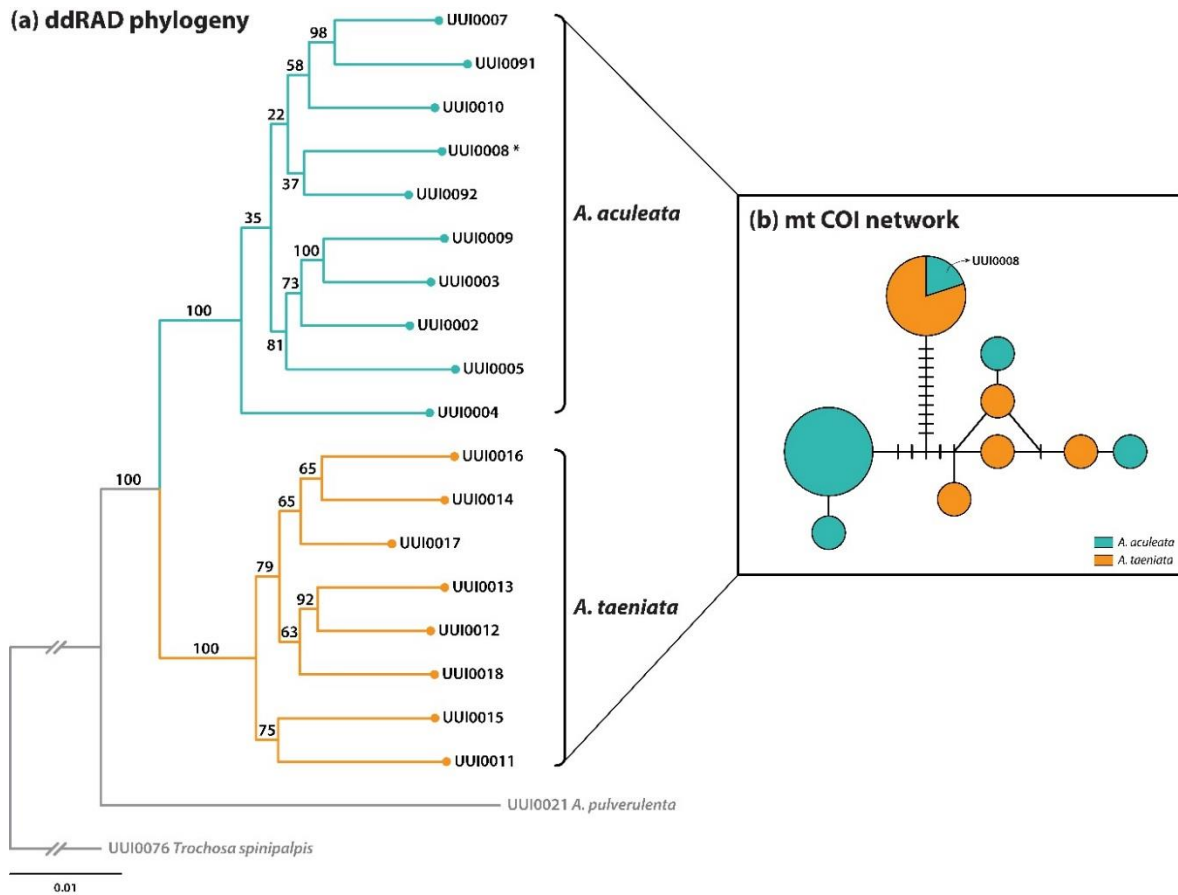 (a) ddRAD phylogeny
98
UUI0007
58
UUI0091
22
UUI0010
UUI0008 *
37
UUI0092
35
A. aculeata
100
UUI0009
73
UUI0003
100
UUI0002
81
UUI0005
UUI0004
100
65
UUI0016
65
UUI0014
UUI0017
79
92
UUI0013
63
UUI0012
A. taeniata
100
UUI0018
75
UUI0015
UUI0011
UUI0021 A. pulverulenta
UUI0076 Trochosa spinipalpis
0.01
(b) mt COI network
UUI0008
A. aculeata
A. taeniata